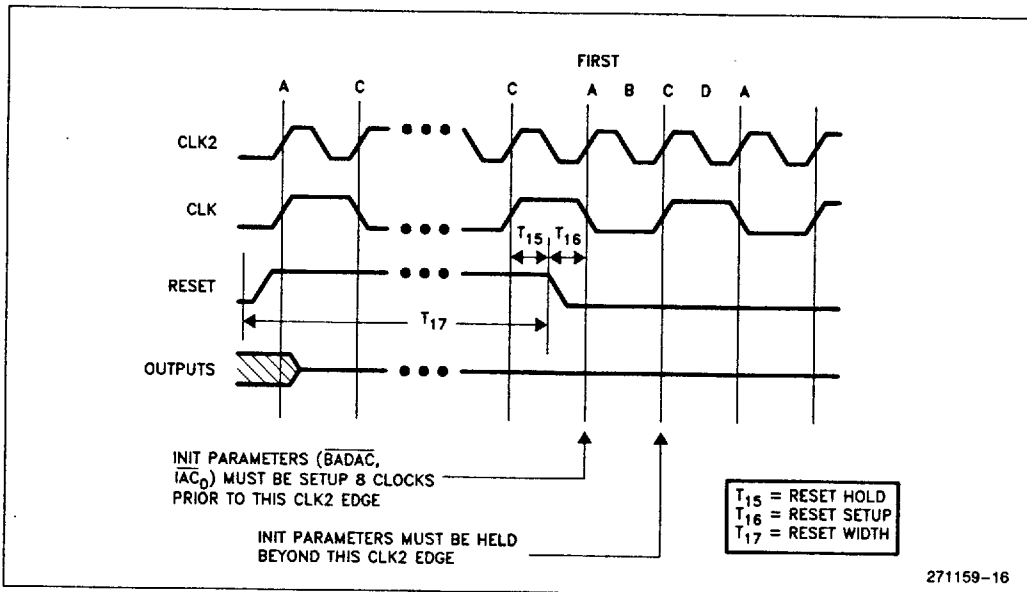 FIRST
A C C A B C D A
CLK2
CLK
T15 T16
RESET
T17
OUTPUTS
INIT PARAMETERS (BADAC,
IAC0) MUST BE SETUP 8 CLOCKS
PRIOR TO THIS CLK2 EDGE
INIT PARAMETERS MUST BE HELD
BEYOND THIS CLK2 EDGE
T15 = RESET HOLD
T16 = RESET SETUP
T17 = RESET WIDTH
271159-16